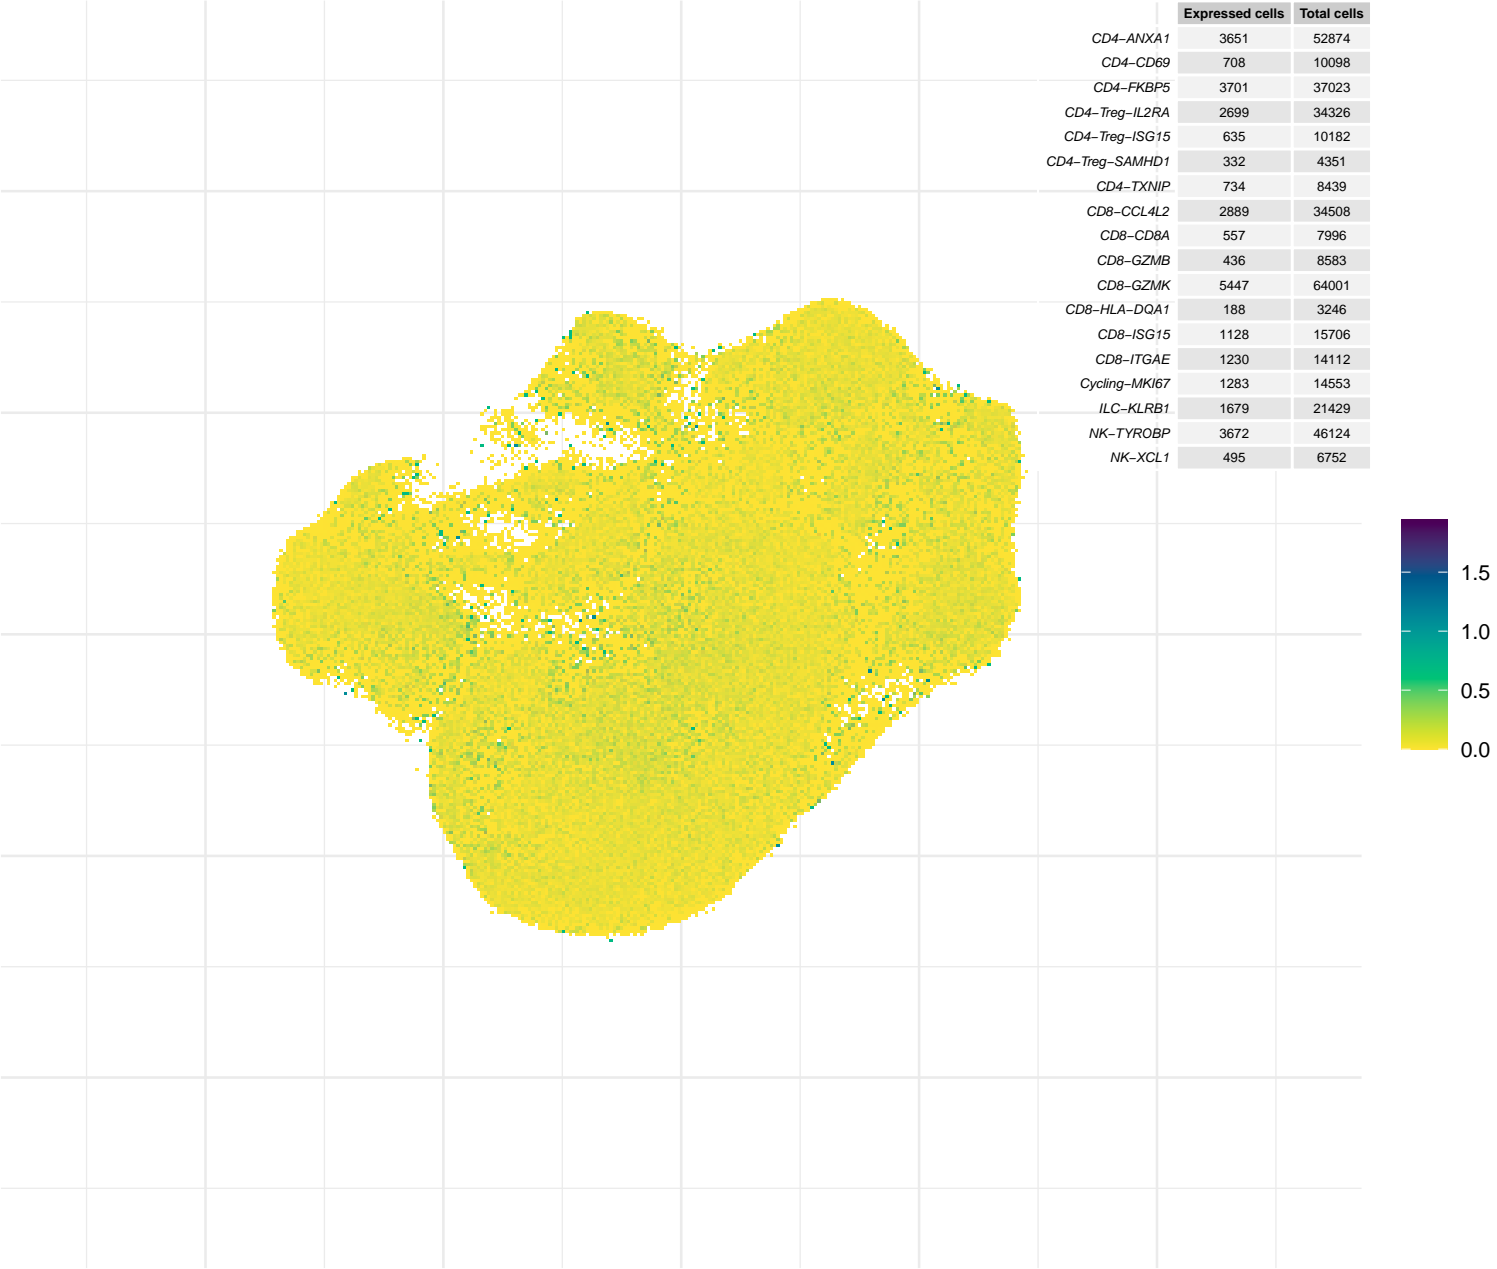 Expressed cells Total cells
CD4−ANXA1 3651 52874
CD4−CD69 708 10098
CD4−FKBP5 3701 37023
CD4−Treg−IL2RA 2699 34326
CD4−Treg−ISG15 635 10182
CD4−Treg−SAMHD1 332 4351
CD4−TXNIP 734 8439
CD8−CCL4L2 2889 34508
CD8−CD8A 557 7996
CD8−GZMB 436 8583
CD8−GZMK 5447 64001
CD8−HLA−DQA1 188 3246
CD8−ISG15 1128 15706
CD8−ITGAE 1230 14112
Cycling−MKI67 1283 14553
ILC−KLRB1 1679 21429
NK−TYROBP 3672 46124
NK−XCL1 495 6752
1.5
1.0
0.5
0.0